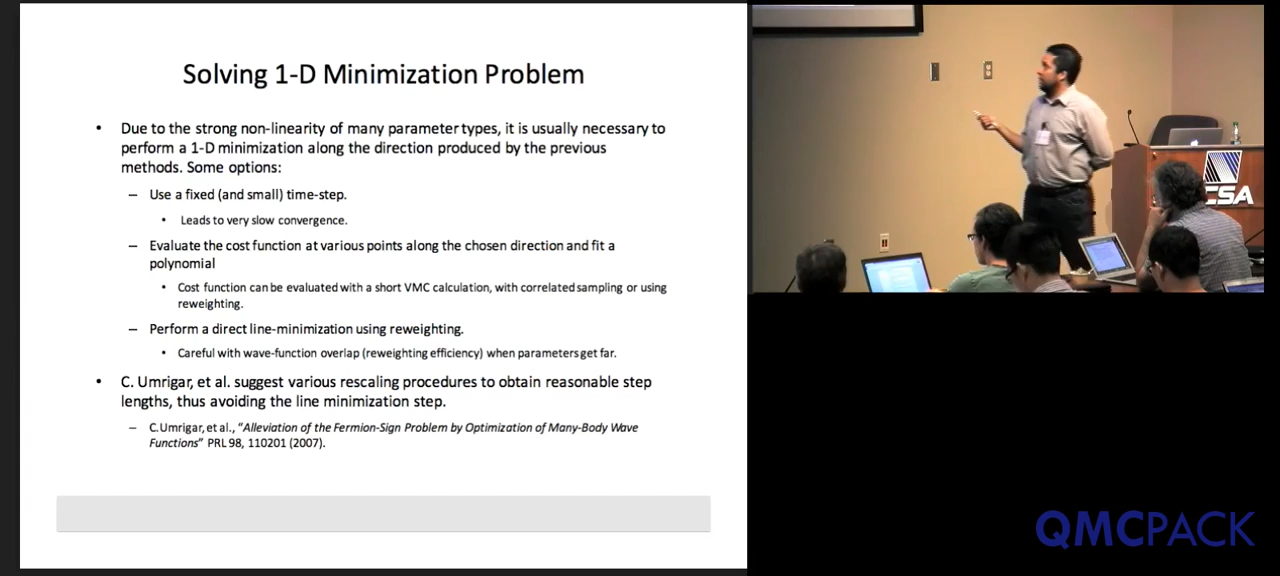 Solving 1-D Minimization Problem
• Due to the strong non-linearity of many parameter types, it is usually necessary to
perform a 1-D minimization along the direction produced by the previous
methods. Some options:
– Use a fixed (and small) time-step.
• Leads to very slow convergence.
– Evaluate the cost function at various points along the chosen direction and fit a
polynomial
• Cost function can be evaluated with a short VMC calculation, with correlated sampling or using
reweighting.
– Perform a direct line-minimization using reweighting.
• Careful with wave-function overlap (reweighting efficiency) when parameters get far.
• C. Umrigar, et al. suggest various rescaling procedures to obtain reasonable step
lengths, thus avoiding the line minimization step.
– C. Umrigar, et al., “Alleviation of the Fermion-Sign Problem by Optimization of Many-Body Wave
Functions” PRL 98, 110201 (2007).
CSA
QMCPACK